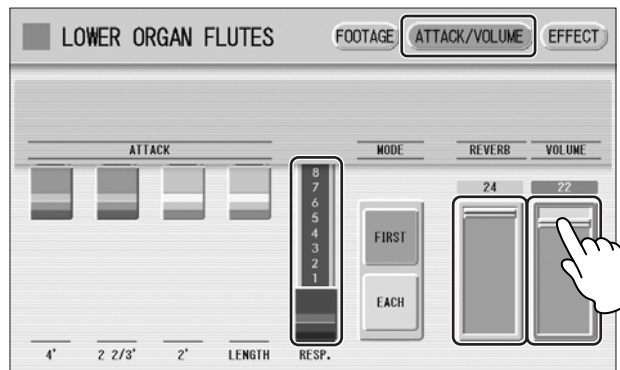 LOWER ORGAN FLUTES FOOTAGE ATTACK/VOLUME EFFECT
ATTACK MODE REVERB VOLUME
24 22
8
7
6
5
4
3
2
1
FIRST
EACH
4' 2 2/3' 2' LENGTH RESP.